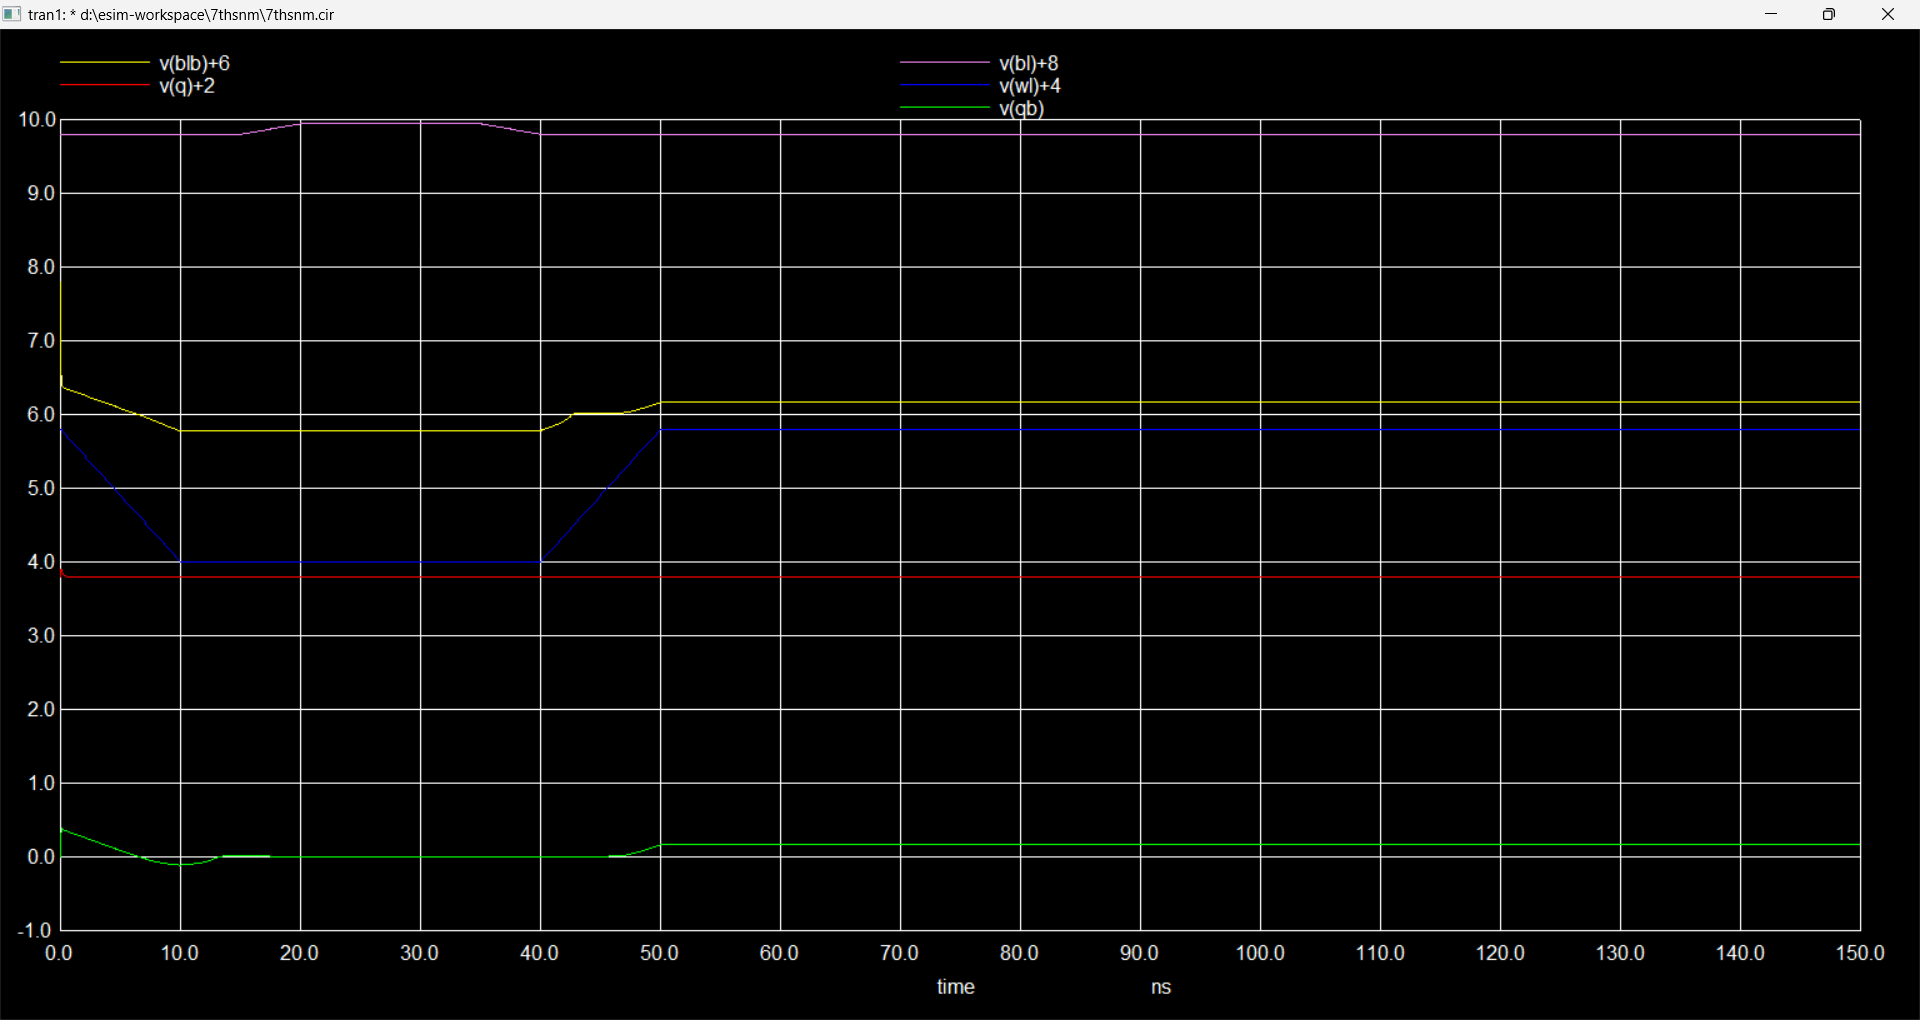 tran1: * d:\esim-workspace\7thsnm\7thsnm.cir
v(blb)+6
v(q)+2
v(bl)+8
v(wl)+4
v(qb)
10.0
9.0
8.0
7.0
6.0
5.0
4.0
3.0
2.0
1.0
0.0
-1.0
0.0 10.0 20.0 30.0 40.0 50.0 60.0 70.0 80.0 90.0 100.0 110.0 120.0 130.0 140.0 150.0
time ns